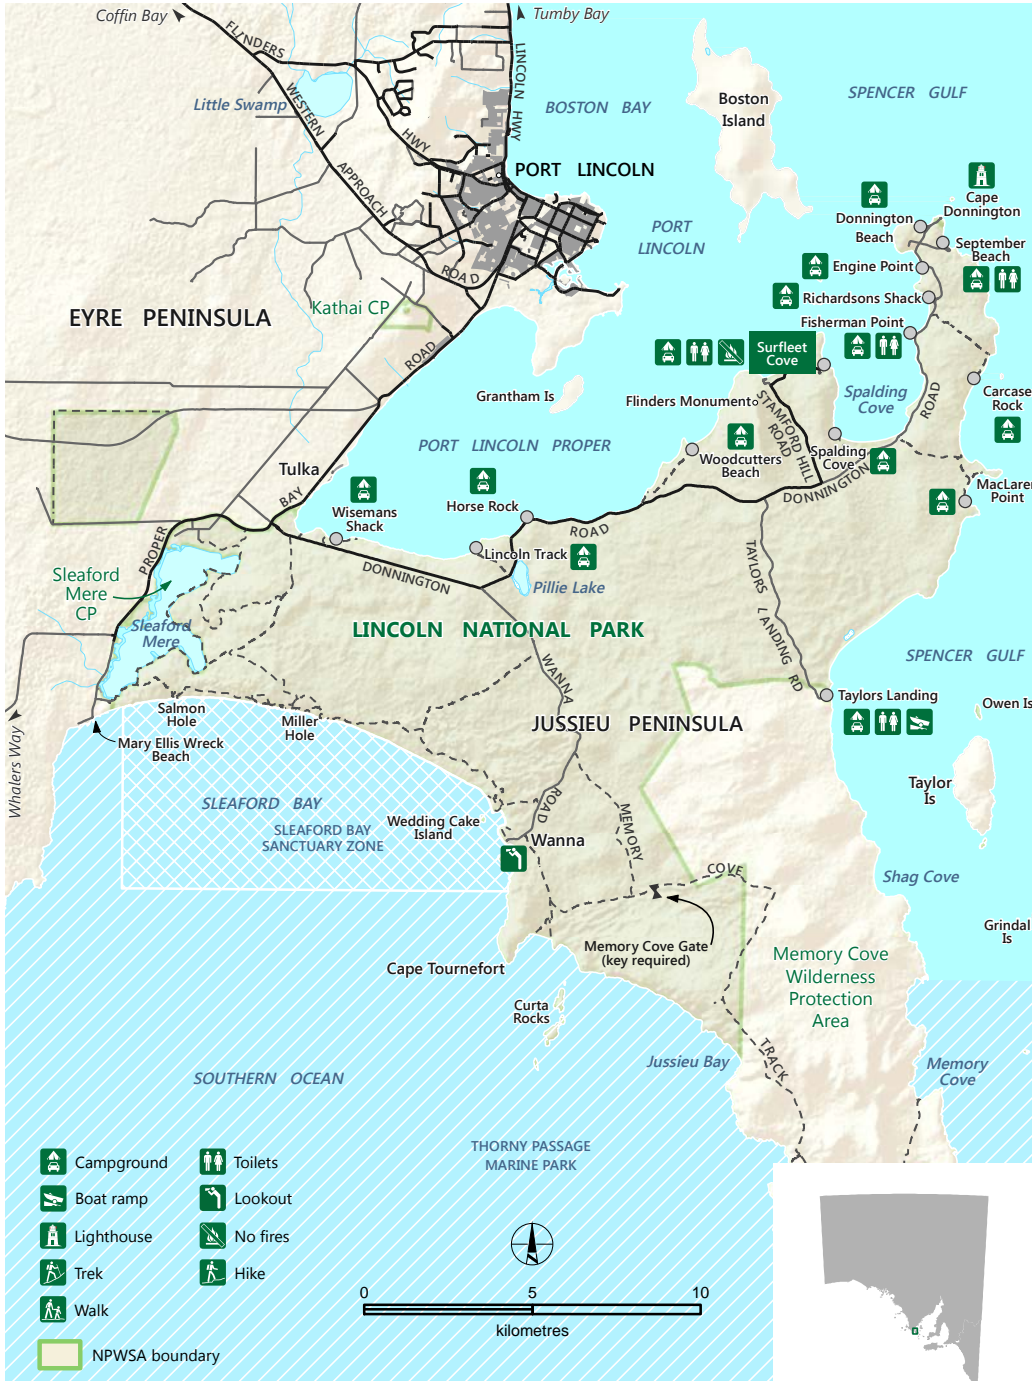 Coffin Bay
Tumby Bay
FLINDERS
HWY
LINCOLN HWY
Little Swamp
WESTERN
APPROACH
ROAD
BOSTON BAY
Boston
Island
SPENCER GULF
PORT LINCOLN
PORT
LINCOLN
Cape
Donnington
Donnington
Beach
September
Beach
Engine Point
Richardsons Shack
Fisherman Point
EYRE PENINSULA
Kathai CP
ROAD
Surfleet
Cove
Grantham Is
Flinders Monument
STAMFORD HILL
ROAD
Spalding
Cove
ROAD
Carcase
Rock
PORT LINCOLN PROPER
Woodcutters
Beach
Spalding
Cove
DONNINGTON
Tulka
BAY
Wisemans
Shack
Horse Rock
MacLaren
Point
PROPER
ROAD
Lincoln Track
DONNINGTON
Pillie Lake
TAYLORS LANDING RD
Sleaford
Mere
CP
Sleaford
Mere
LINCOLN NATIONAL PARK
WANNA
SPENCER GULF
Salmon
Hole
Miller
Hole
JUSSIEU PENINSULA
Taylors Landing
Owen Is
Mary Ellis Wreck
Beach
Whalers Way
Taylor
Is
SLEAFORD BAY
SLEAFORD BAY
SANCTUARY ZONE
Wedding Cake
Island
ROAD
Wanna
MEMORY
COVE
Shag Cove
Grindal
Is
Memory Cove Gate
(key required)
Cape Tournefort
Memory Cove
Wilderness
Protection
Area
Curta
Rocks
TRACK
Jussieu Bay
Memory
Cove
SOUTHERN OCEAN
THORNY PASSAGE
MARINE PARK
Campground
Toilets
Boat ramp
Lookout
Lighthouse
No fires
Trek
Hike
Walk
NPWSA boundary
0 5 10
kilometres